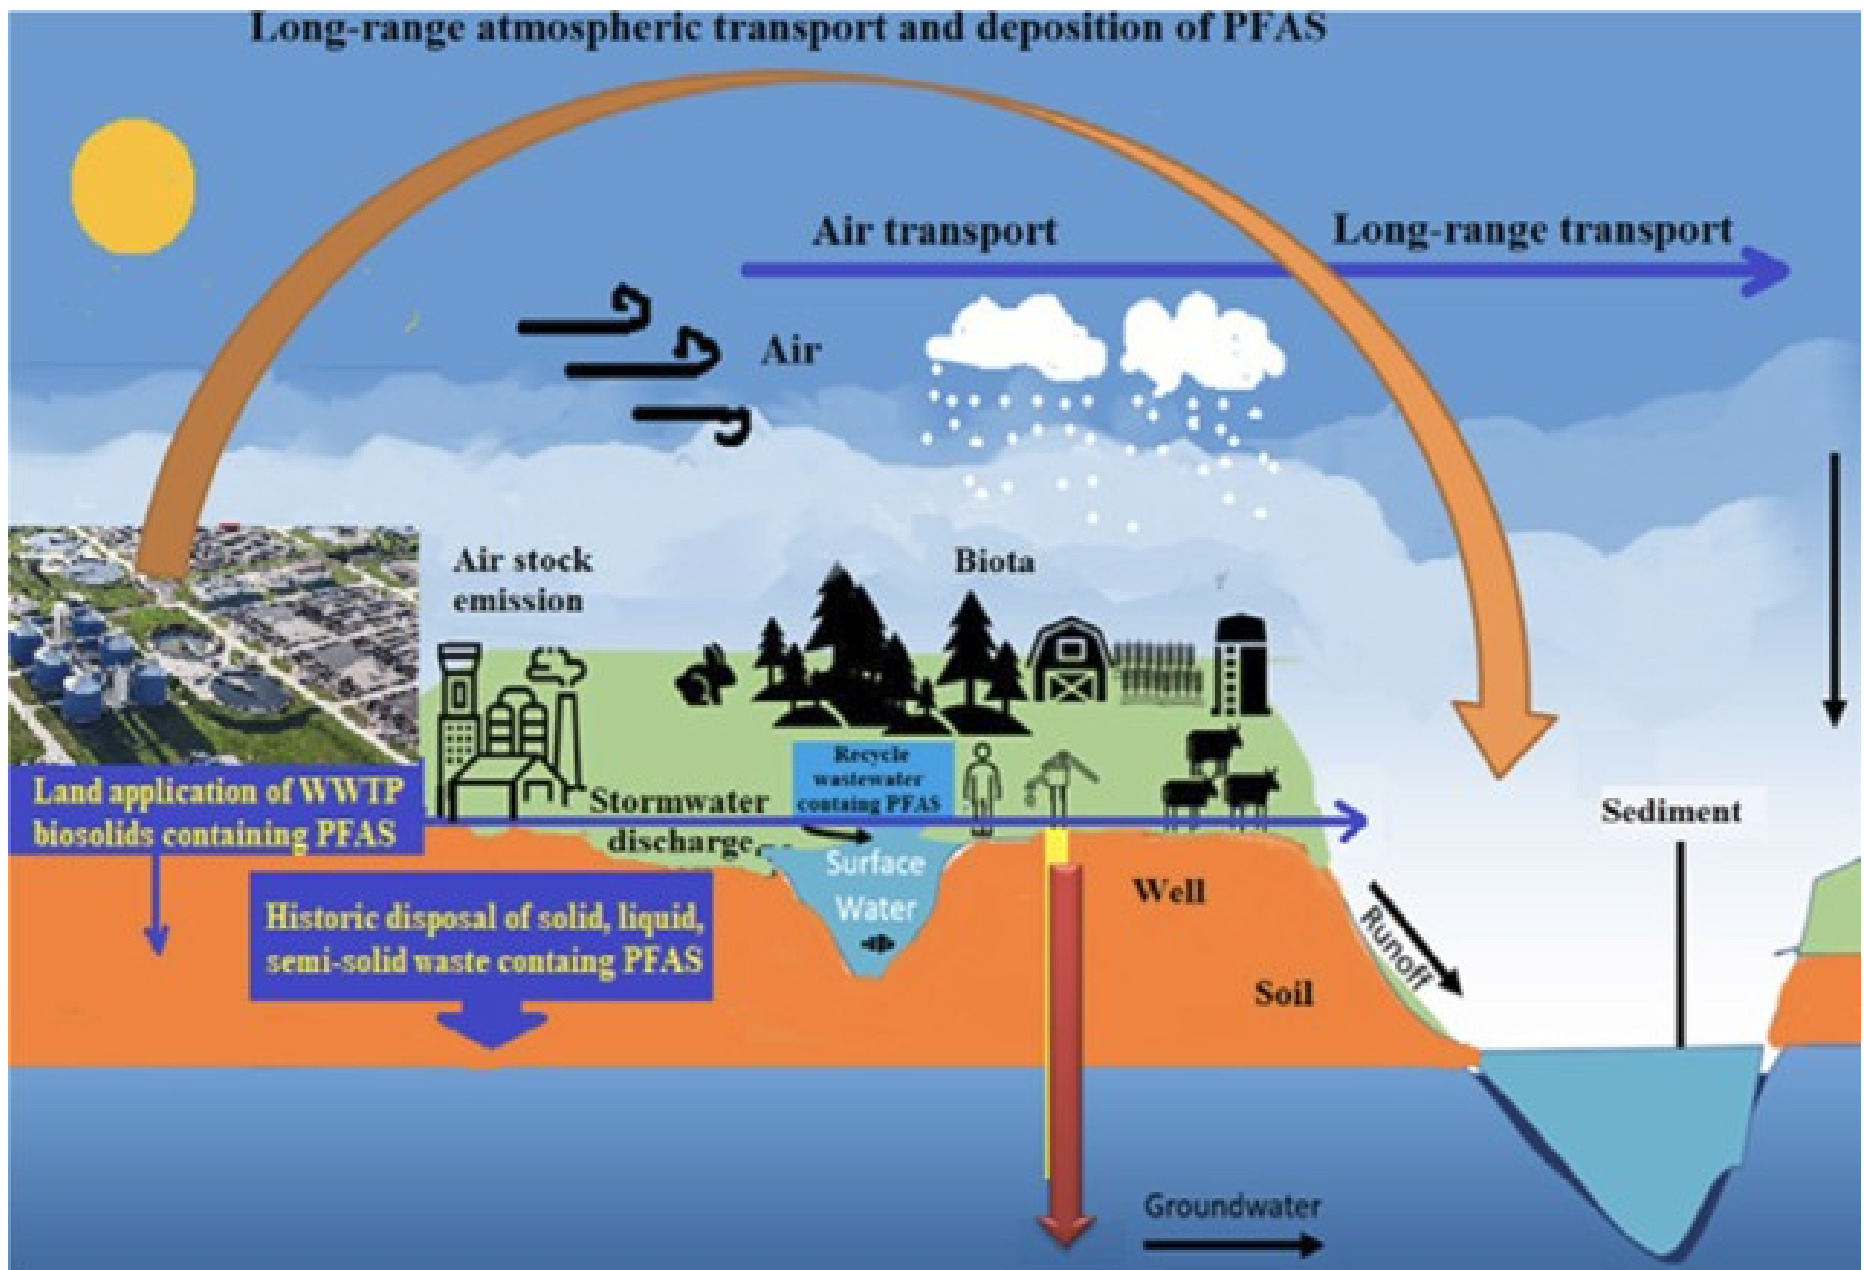 Long-range atmospheric transport and deposition of PFAS
Air transport
Long-range transport
Air
Air stock
emission
Biota
Recycle
wastewater
containg PFAS
Land application of WWTP
biosolids containing PFAS
Stormwater
discharge
Sediment
Surface
Water
Well
Historic disposal of solid, liquid,
semi-solid waste containg PFAS
Runoff
Soil
Groundwater